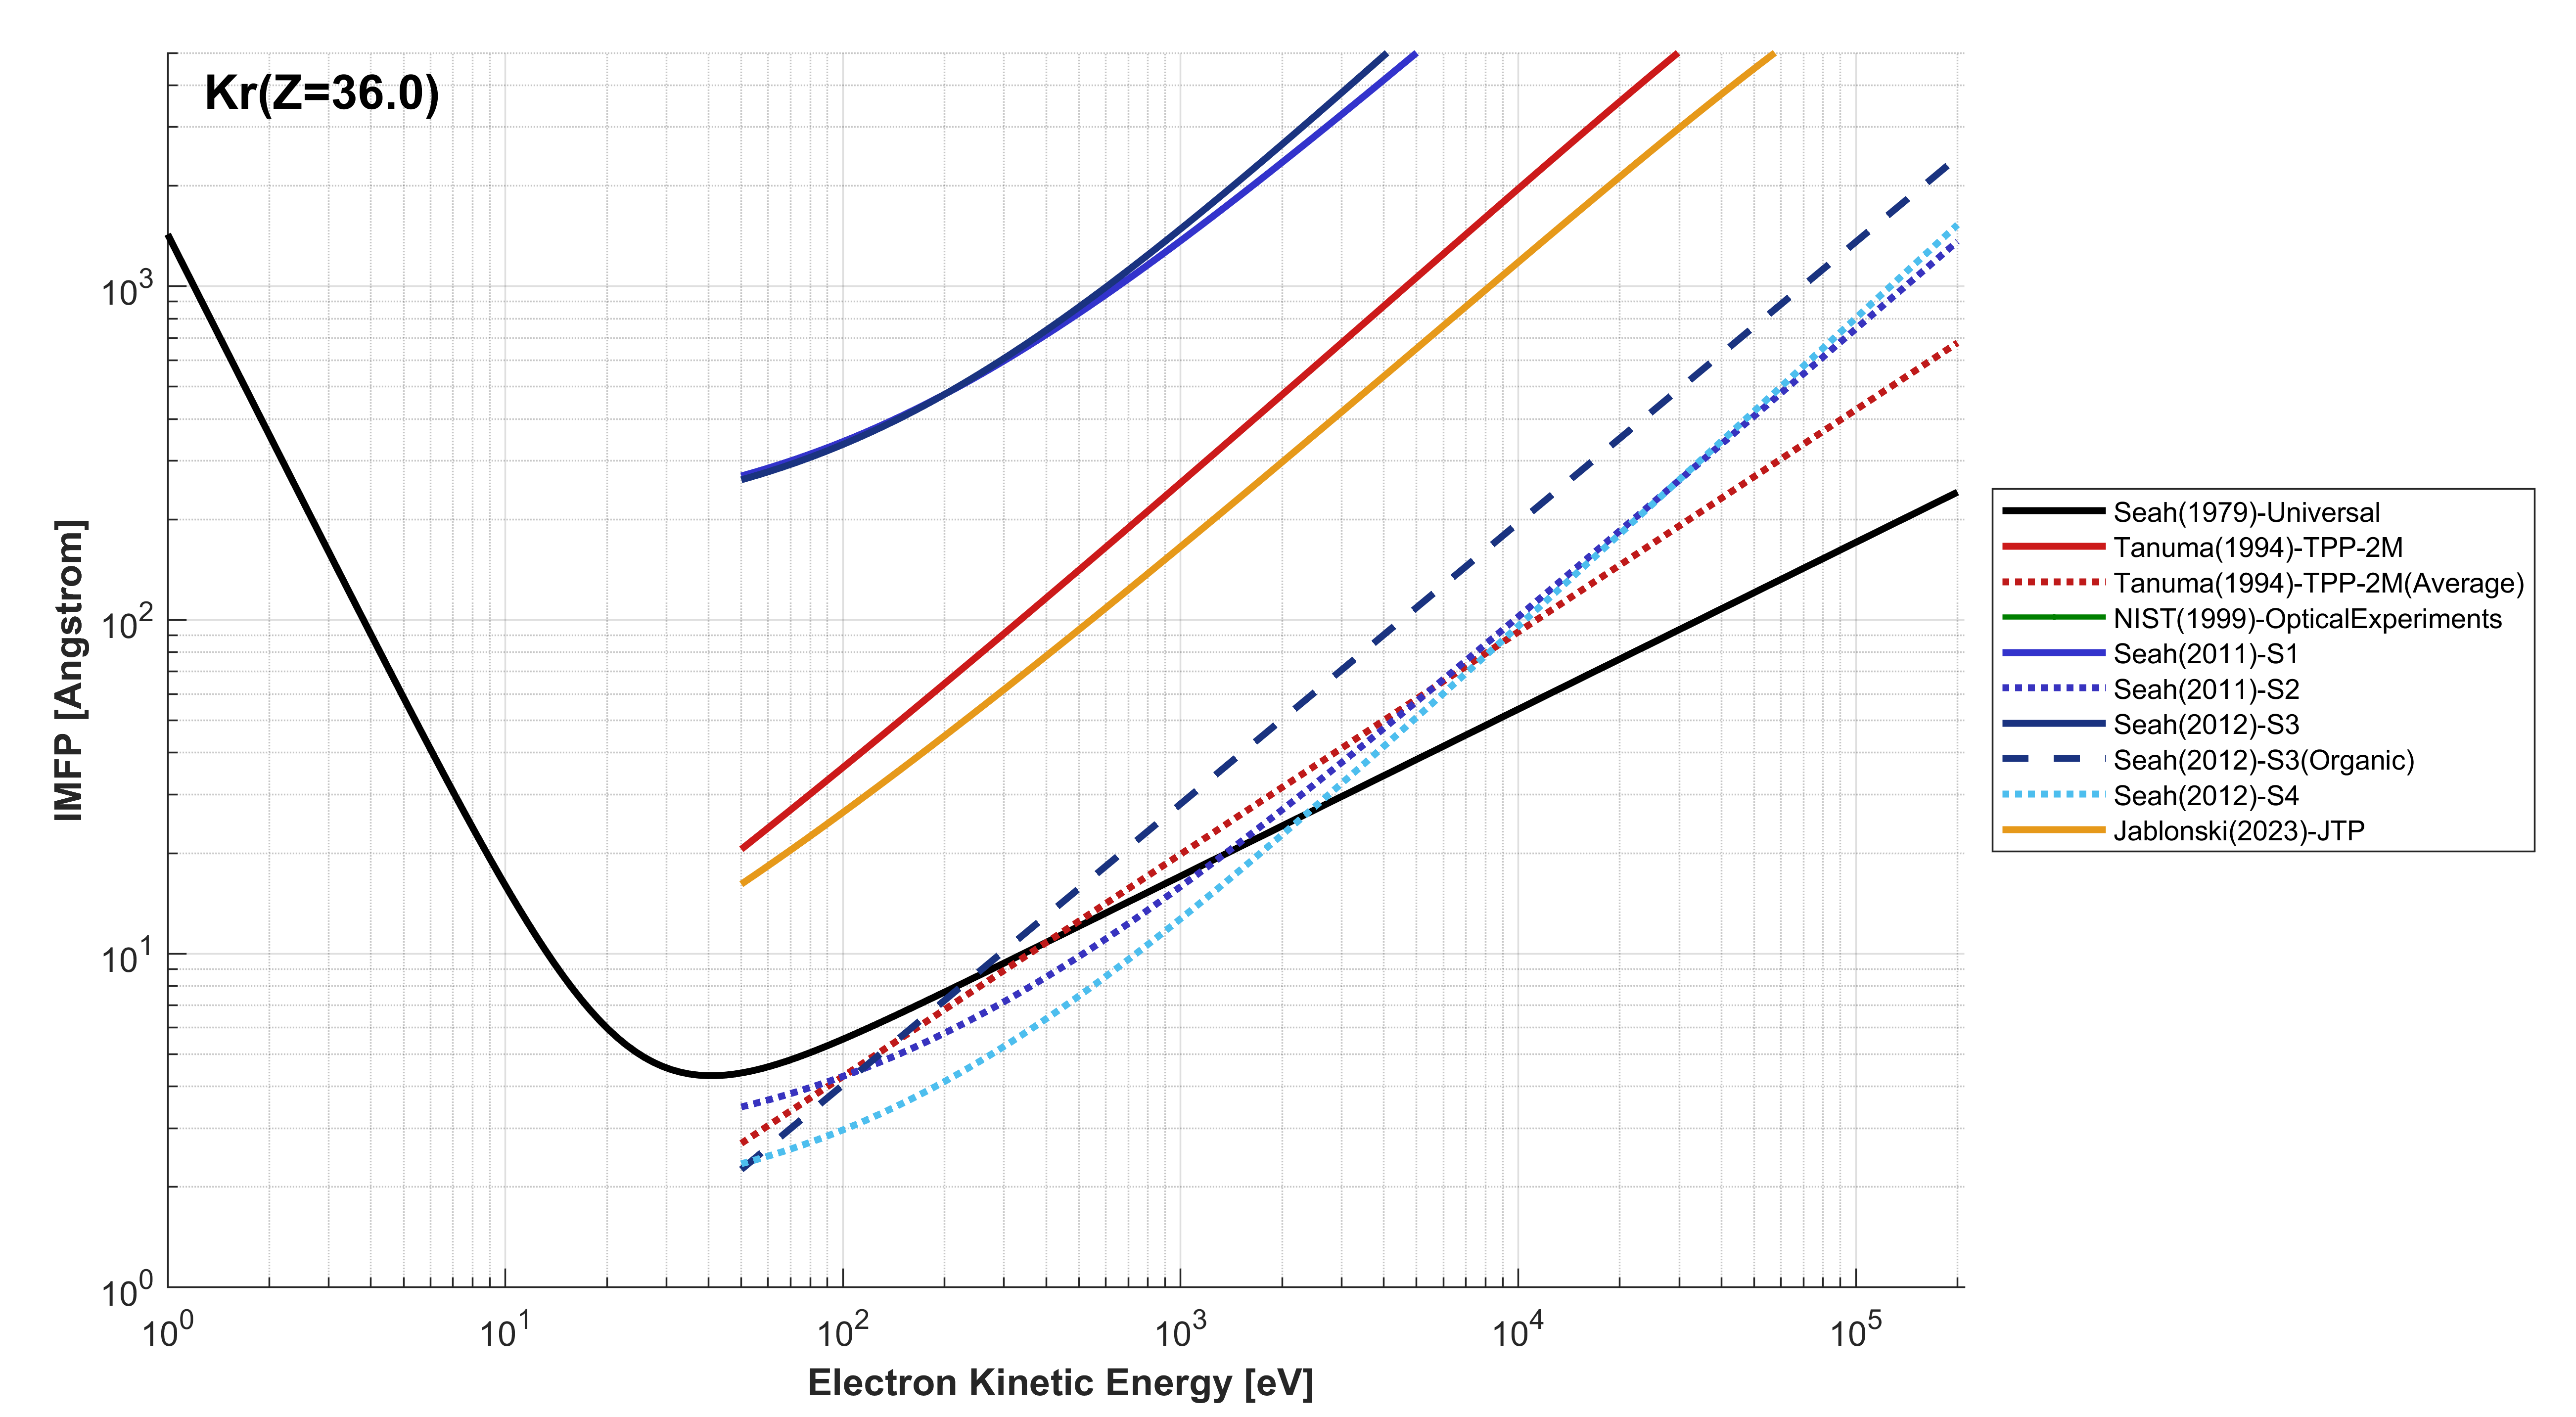 Kr(Z=36.0)
IMFP [Angstrom]
10^3
10^2
10^1
10^0
10^0 10^1 10^2 10^3 10^4 10^5
Electron Kinetic Energy [eV]
Seah(1979)-Universal
Tanuma(1994)-TPP-2M
Tanuma(1994)-TPP-2M(Average)
NIST(1999)-OpticalExperiments
Seah(2011)-S1
Seah(2011)-S2
Seah(2012)-S3
Seah(2012)-S3(Organic)
Seah(2012)-S4
Jablonski(2023)-JTP